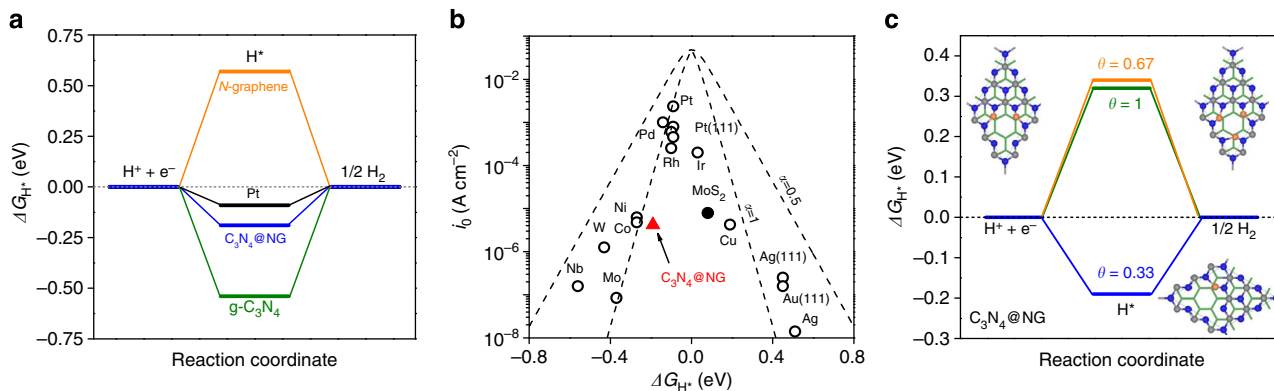 a
0.75
0.50
0.25
0.00
−0.25
−0.50
−0.75
ΔG_H* (eV)
H*
N-graphene
H⁺ + e⁻
1/2 H₂
Pt
C₃N₄@NG
g-C₃N₄
Reaction coordinate
b
10⁻²
10⁻⁴
10⁻⁶
10⁻⁸
i₀ (A cm⁻²)
Pt
Pd
Pt(111)
Rh
Ir
MoS₂
α=0.5
α=1
Ni
Co
Cu
W
C₃N₄@NG
Nb
Mo
Ag(111)
Au(111)
Ag
−0.8
−0.4
0.0
0.4
0.8
ΔG_H* (eV)
c
0.4
0.3
0.2
0.1
0.0
−0.1
−0.2
−0.3
ΔG_H* (eV)
θ = 0.67
θ = 1
H⁺ + e⁻
1/2 H₂
θ = 0.33
H*
C₃N₄@NG
Reaction coordinate